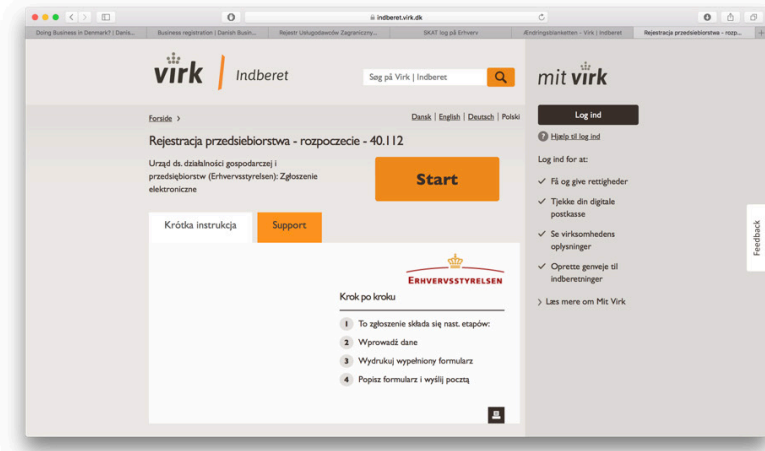 indberet.virk.dk
Doing Business in Denmark? | Danis...
Business registration | Danish Busin...
Rejestr Usługodawców Zagraniczny...
SKAT log på Erhverv
Ændringsblanketten - Virk | Indberet
Rejestracja przedsiebiorstwa - rozp...
virk
Indberet
Søg på Virk | Indberet
mit virk
Forside >
Dansk | English | Deutsch | Polski
Log ind
Rejestracja przedsiebiorstwa - rozpoczecie - 40.112
? Hjælp til log ind
Urząd ds. działalności gospodarczej i
przedsiębiorstw (Erhvervsstyrelsen): Zgłoszenie
elektroniczne
Start
Log ind for at:
Få og give rettigheder
Tjekke din digitale
postkasse
Se virksomhedens
oplysninger
Oprette genveje til
indberetninger
> Læs mere om Mit Virk
Feedback
Krótka instrukcja
Support
ERHVERVSSTYRELSEN
Krok po kroku
1 To zgłoszenie składa się nast. etapów:
2 Wprowadź dane
3 Wydrukuj wypełniony formularz
4 Popisz formularz i wyślij pocztą